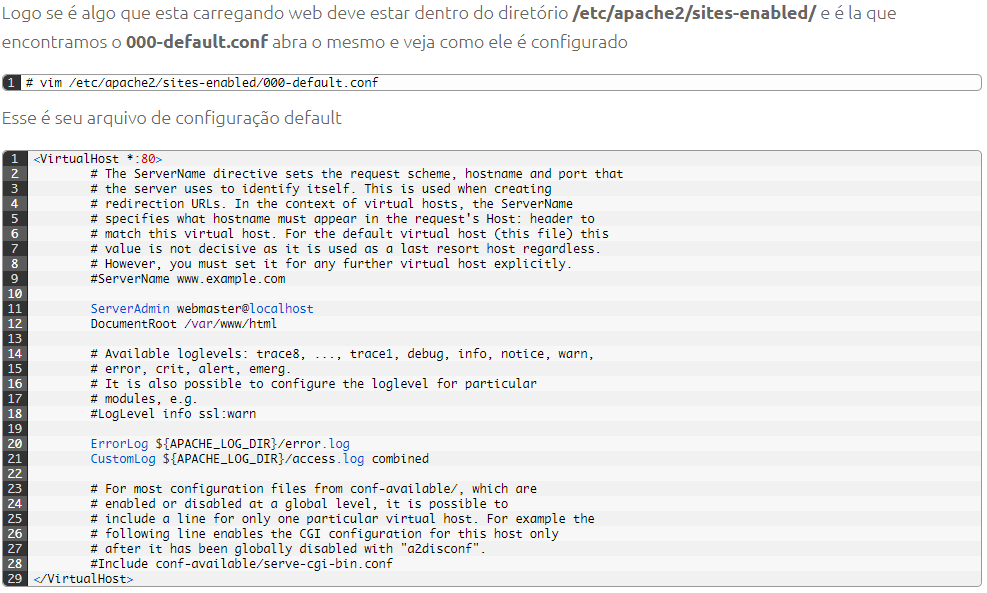 Logo se é algo que esta carregando web deve estar dentro do diretório /etc/apache2/sites-enabled/ e é la que
encontramos o 000-default.conf abra o mesmo e veja como ele é configurado
1 # vim /etc/apache2/sites-enabled/000-default.conf
Esse é seu arquivo de configuração default
1 <VirtualHost *:80>
2 # The ServerName directive sets the request scheme, hostname and port that
3 # the server uses to identify itself. This is used when creating
4 # redirection URLs. In the context of virtual hosts, the ServerName
5 # specifies what hostname must appear in the request's Host: header to
6 # match this virtual host. For the default virtual host (this file) this
7 # value is not decisive as it is used as a last resort host regardless.
8 # However, you must set it for any further virtual host explicitly.
9 #ServerName www.example.com
10
11 ServerAdmin webmaster@localhost
12 DocumentRoot /var/www/html
13
14 # Available loglevels: trace8, ..., trace1, debug, info, notice, warn,
15 # error, crit, alert, emerg.
16 # It is also possible to configure the loglevel for particular
17 # modules, e.g.
18 #LogLevel info ssl:warn
19
20 ErrorLog ${APACHE_LOG_DIR}/error.log
21 CustomLog ${APACHE_LOG_DIR}/access.log combined
22
23 # For most configuration files from conf-available/, which are
24 # enabled or disabled at a global level, it is possible to
25 # include a line for only one particular virtual host. For example the
26 # following line enables the CGI configuration for this host only
27 # after it has been globally disabled with "a2disconf".
28 #Include conf-available/serve-cgi-bin.conf
29 </VirtualHost>